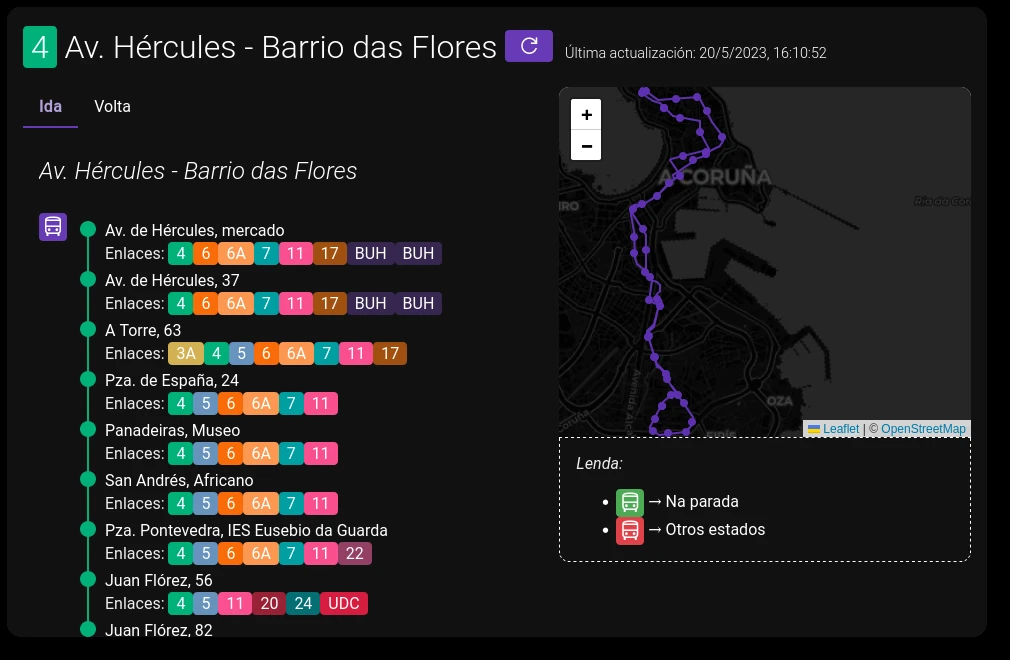 4 Av. Hércules - Barrio das Flores
Última actualización: 20/5/2023, 16:10:52
Ida Volta
Av. Hércules - Barrio das Flores
Av. de Hércules, mercado
Enlaces: 4 6 6A 7 11 17 BUH BUH
Av. de Hércules, 37
Enlaces: 4 6 6A 7 11 17 BUH BUH
A Torre, 63
Enlaces: 3A 4 5 6 6A 7 11 17
Pza. de España, 24
Enlaces: 4 5 6 6A 7 11
Panadeiras, Museo
Enlaces: 4 5 6 6A 7 11
San Andrés, Africano
Enlaces: 4 5 6 6A 7 11
Pza. Pontevedra, IES Eusebio da Guarda
Enlaces: 4 5 6 6A 7 11 22
Juan Flórez, 56
Enlaces: 4 5 11 20 24 UDC
Juan Flórez, 82
+
−
A CORUÑA
OZA
Leaflet | © OpenStreetMap
Lenda:
• → Na parada
• → Otros estados